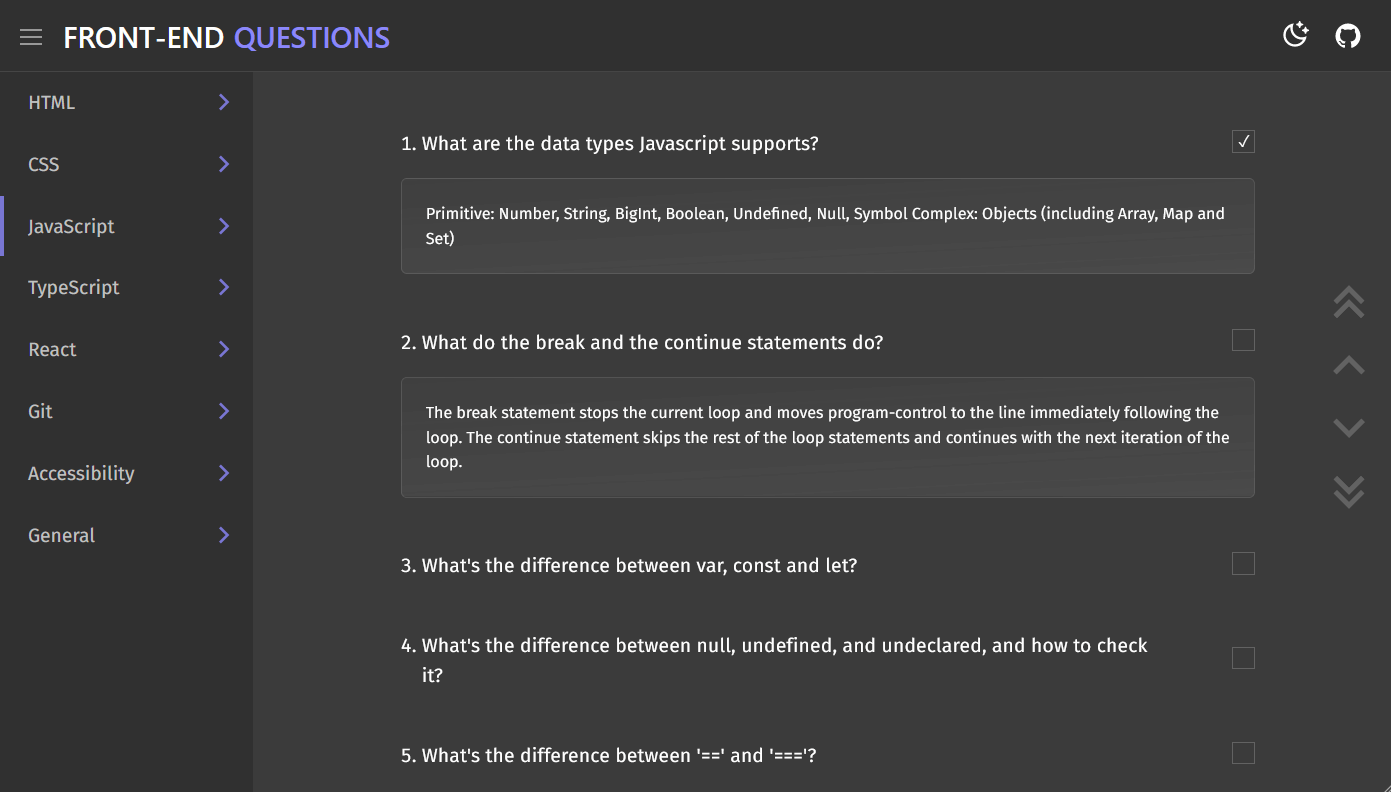 FRONT-END QUESTIONS
HTML
CSS
JavaScript
TypeScript
React
Git
Accessibility
General
1. What are the data types Javascript supports?
Primitive: Number, String, BigInt, Boolean, Undefined, Null, Symbol Complex: Objects (including Array, Map and
Set)
2. What do the break and the continue statements do?
The break statement stops the current loop and moves program-control to the line immediately following the
loop. The continue statement skips the rest of the loop statements and continues with the next iteration of the
loop.
3. What's the difference between var, const and let?
4. What's the difference between null, undefined, and undeclared, and how to check
it?
5. What's the difference between '==' and '==='?